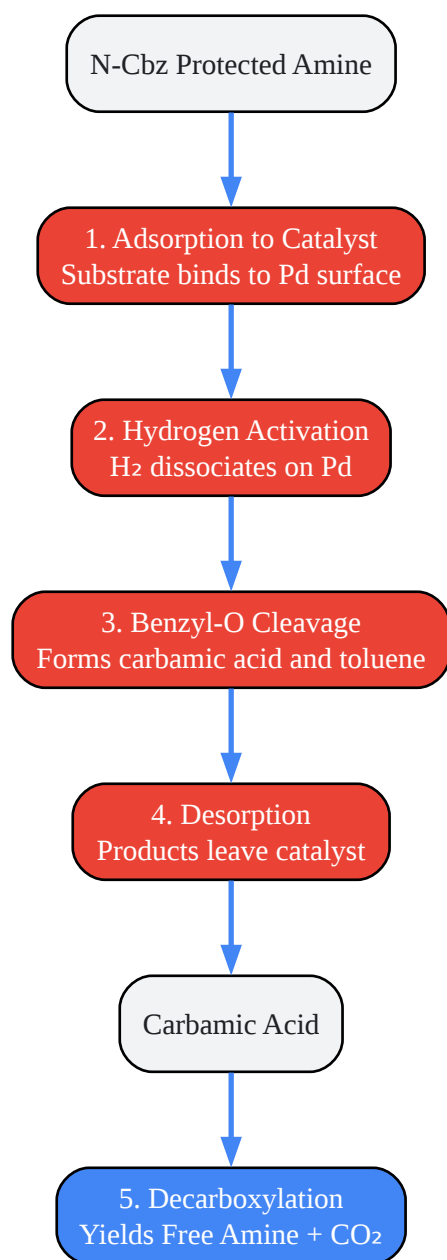 N-Cbz Protected Amine
1. Adsorption to Catalyst
Substrate binds to Pd surface
2. Hydrogen Activation
H₂ dissociates on Pd
3. Benzyl-O Cleavage
Forms carbamic acid and toluene
4. Desorption
Products leave catalyst
Carbamic Acid
5. Decarboxylation
Yields Free Amine + CO₂